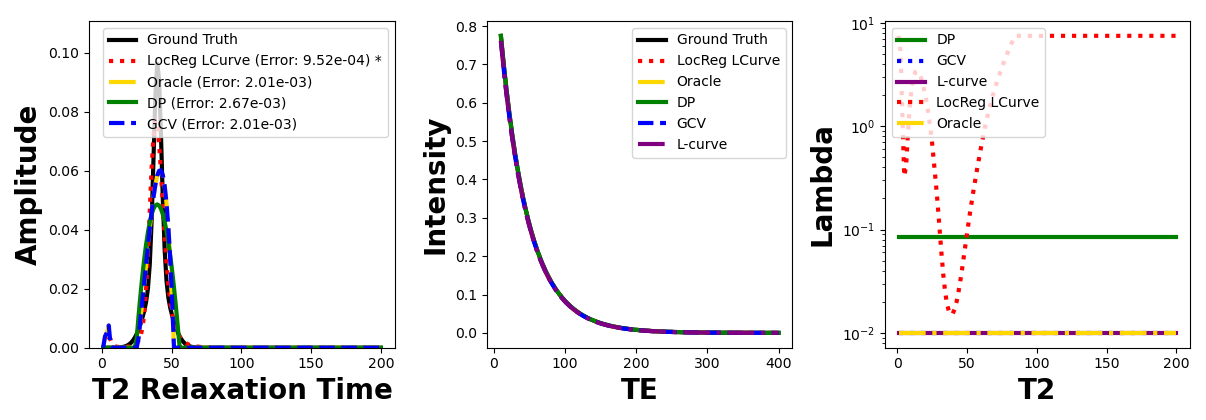 Amplitude
0.10
0.08
0.06
0.04
0.02
0.00
Ground Truth
LocReg LCurve (Error: 9.52e-04) *
Oracle (Error: 2.01e-03)
DP (Error: 2.67e-03)
GCV (Error: 2.01e-03)
0 50 100 150 200
T2 Relaxation Time
Intensity
0.8
0.7
0.6
0.5
0.4
0.3
0.2
0.1
0.0
Ground Truth
LocReg LCurve
Oracle
DP
GCV
L-curve
0 100 200 300 400
TE
Lambda
10¹
10⁰
10⁻¹
10⁻²
DP
GCV
L-curve
LocReg LCurve
Oracle
0 50 100 150 200
T2